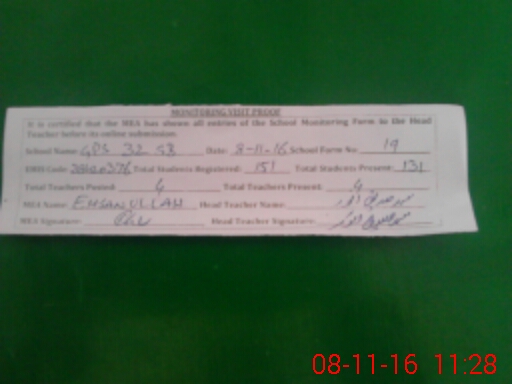 MONITORING VISIT PROOF
It is certified that the MEA has shown all entries of the School Monitoring Form to the Head
Teacher before its online submission.
School Name: GPS 32 SB Date: 8-11-16 School Form No. 19
EMIS Code: Total Students Registered: 151 Total Students Present: 131
Total Teachers Posted: 4 Total Teachers Present: 4
MEA Name: EHSANULLAH Head Teacher Name:
MEA Signature: Head Teacher Signature:
08-11-16 11:28